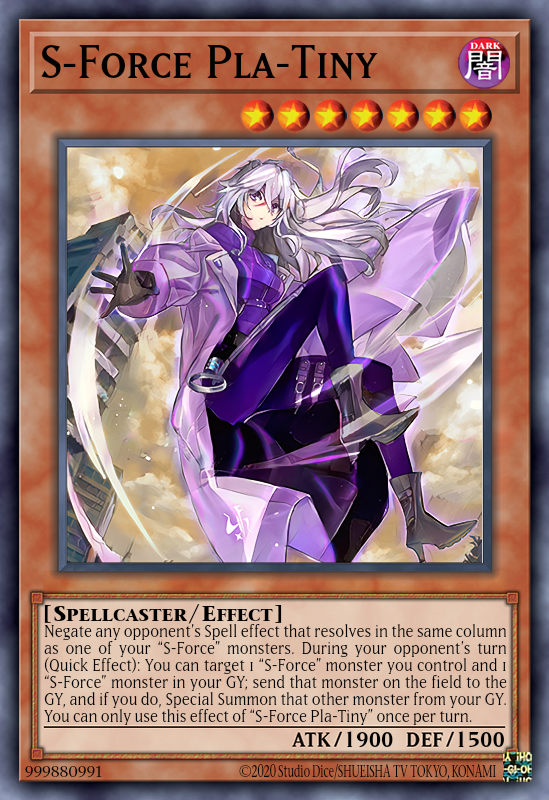 S-Force Pla-Tiny
DARK
闇
[Spellcaster/Effect]
Negate any opponent's Spell effect that resolves in the same column
as one of your “S-Force” monsters. During your opponent's turn
(Quick Effect): You can target 1 “S-Force” monster you control and 1
“S-Force” monster in your GY; send that monster on the field to the
GY, and if you do, Special Summon that other monster from your GY.
You can only use this effect of “S-Force Pla-Tiny” once per turn.
ATK/1900 DEF/1500
999880991 ©2020 Studio Dice/SHUEISHA TV TOKYO, KONAMI